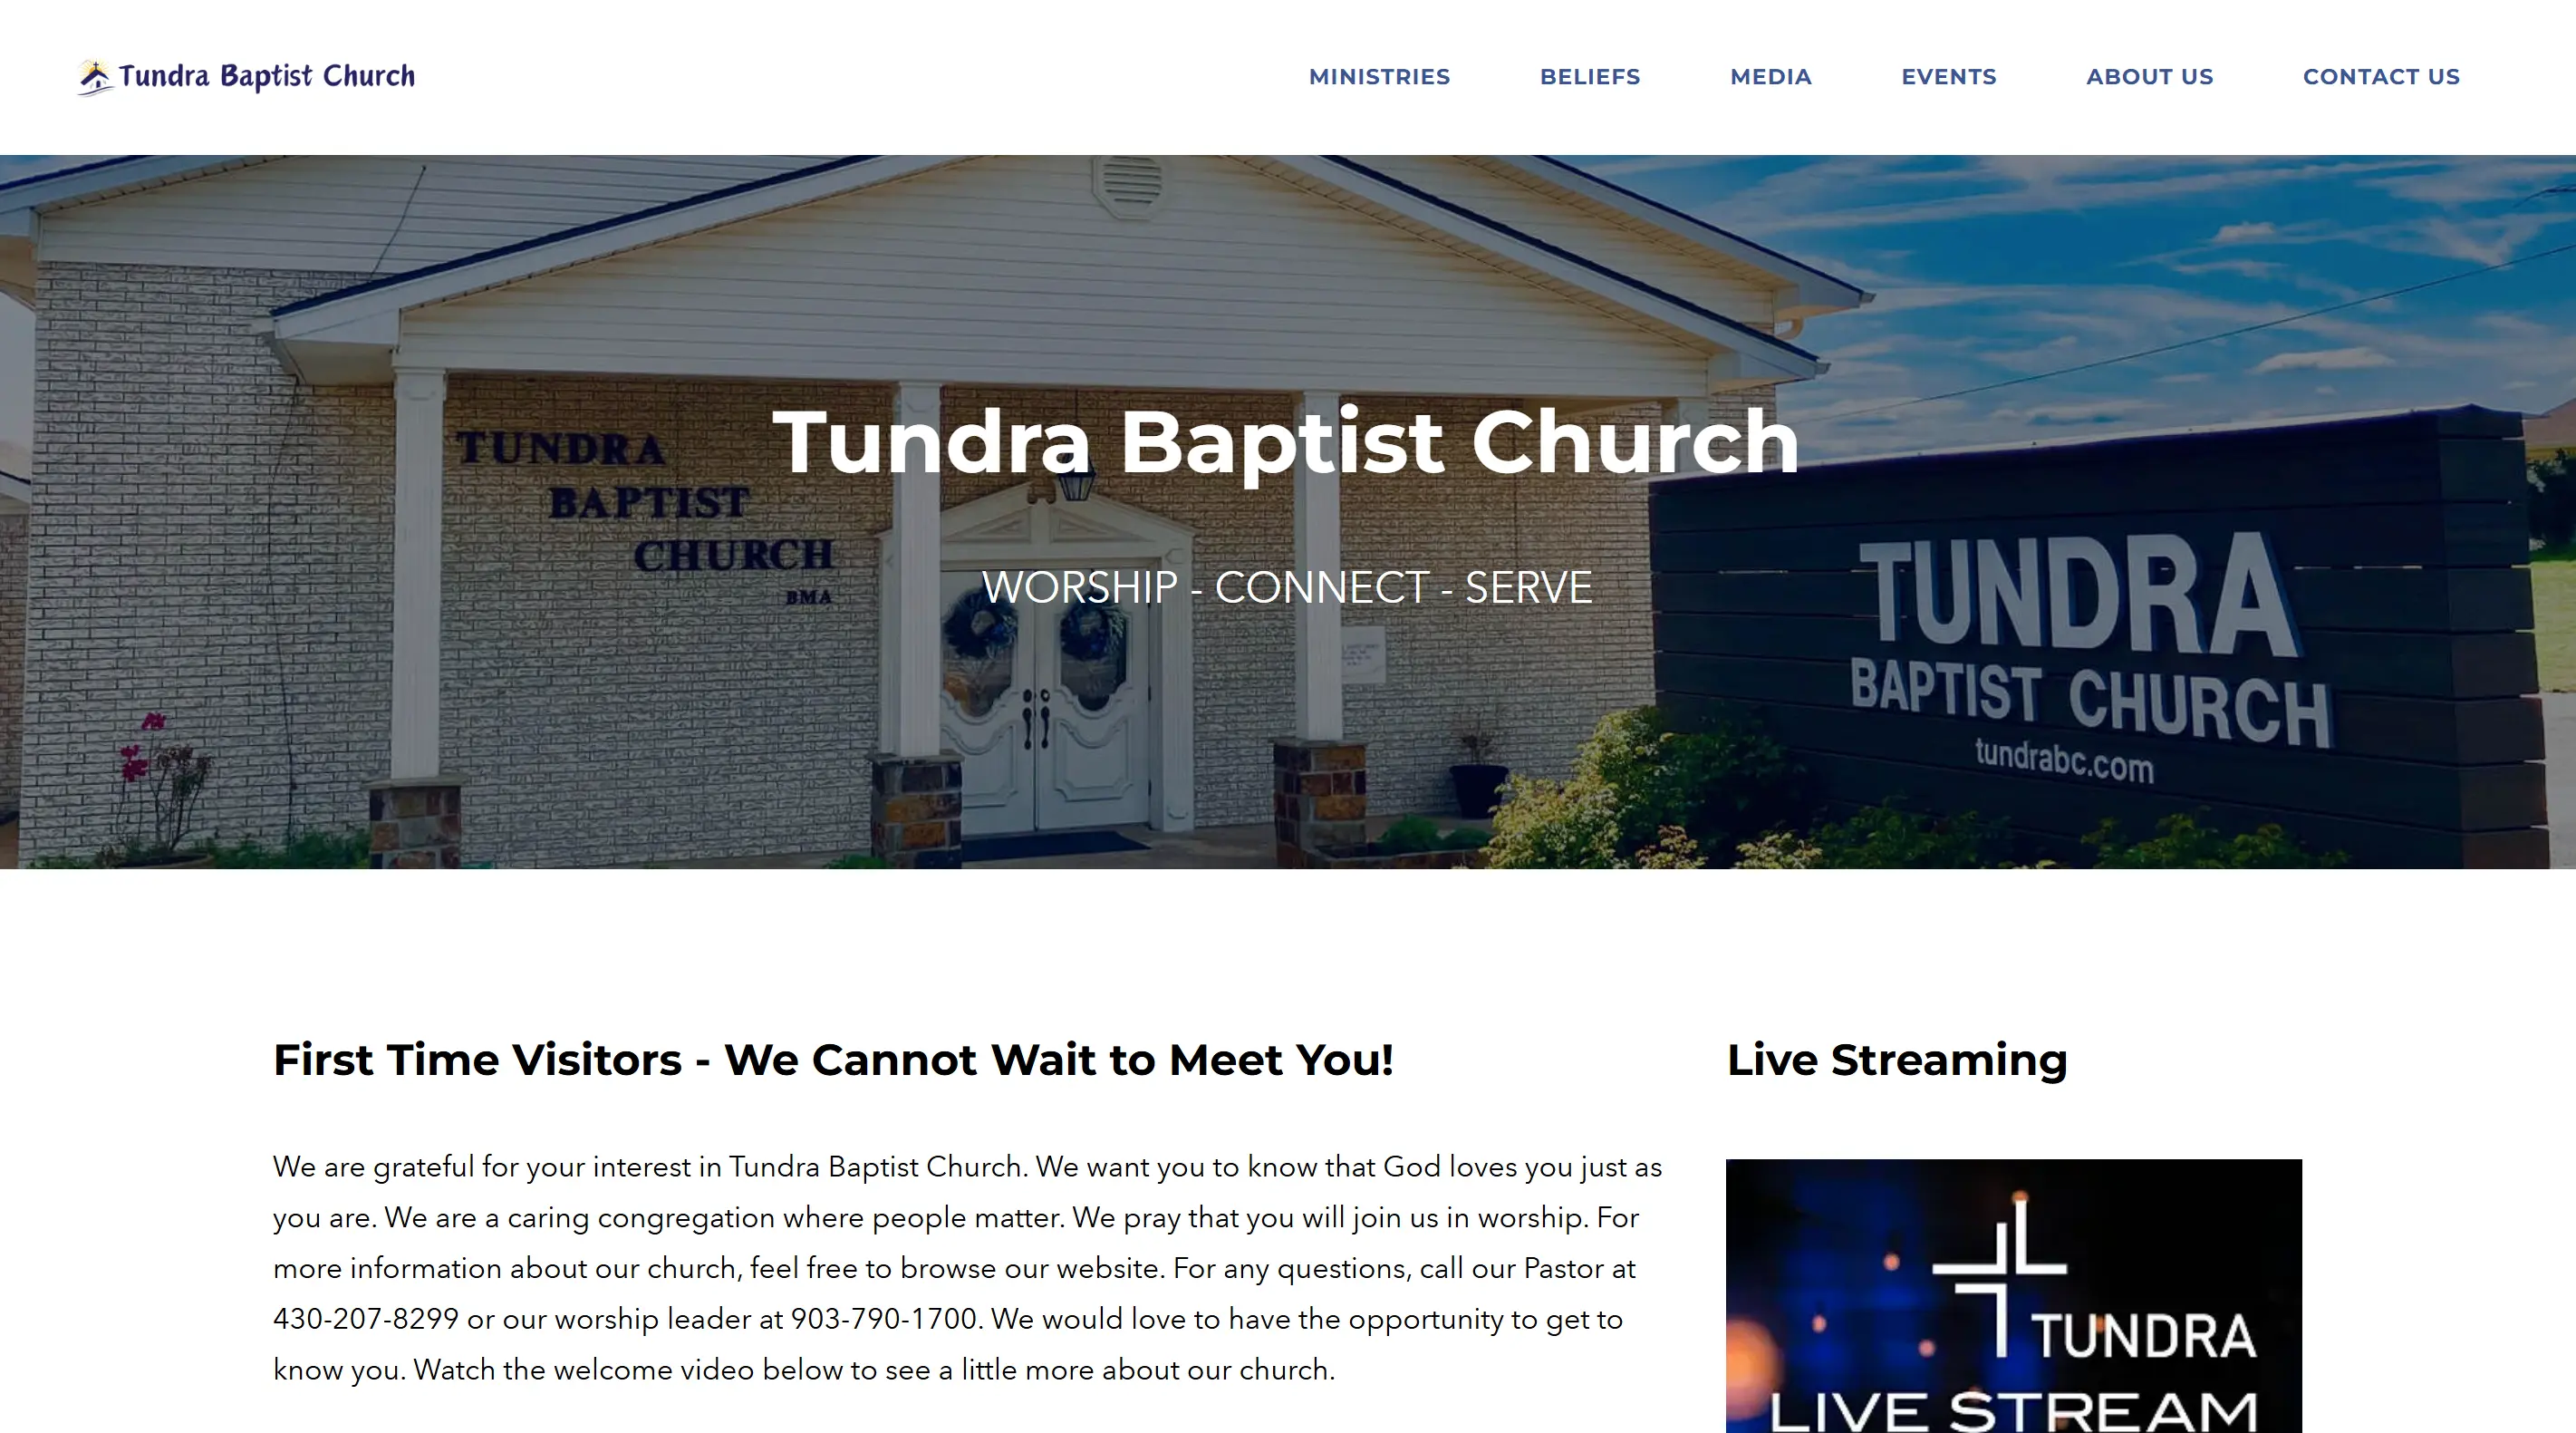 Tundra Baptist Church
MINISTRIES
BELIEFS
MEDIA
EVENTS
ABOUT US
CONTACT US
TUNDRA
BAPTIST
CHURCH
BMA
Tundra Baptist Church
WORSHIP - CONNECT - SERVE
TUNDRA
BAPTIST CHURCH
tundrabc.com
First Time Visitors - We Cannot Wait to Meet You!
We are grateful for your interest in Tundra Baptist Church. We want you to know that God loves you just as
you are. We are a caring congregation where people matter. We pray that you will join us in worship. For
more information about our church, feel free to browse our website. For any questions, call our Pastor at
430-207-8299 or our worship leader at 903-790-1700. We would love to have the opportunity to get to
know you. Watch the welcome video below to see a little more about our church.
Live Streaming
TUNDRA
LIVE STREAM